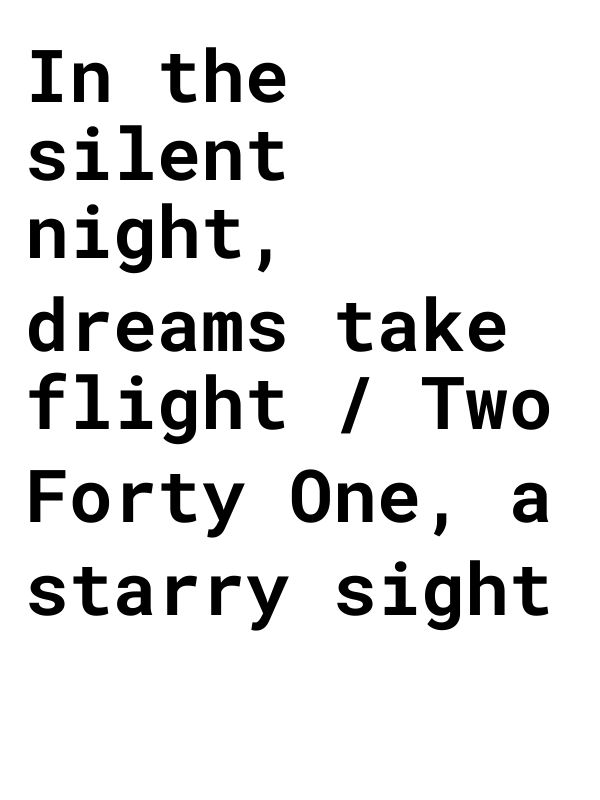 In the
silent
night,
dreams take
flight / Two
Forty One, a
starry sight